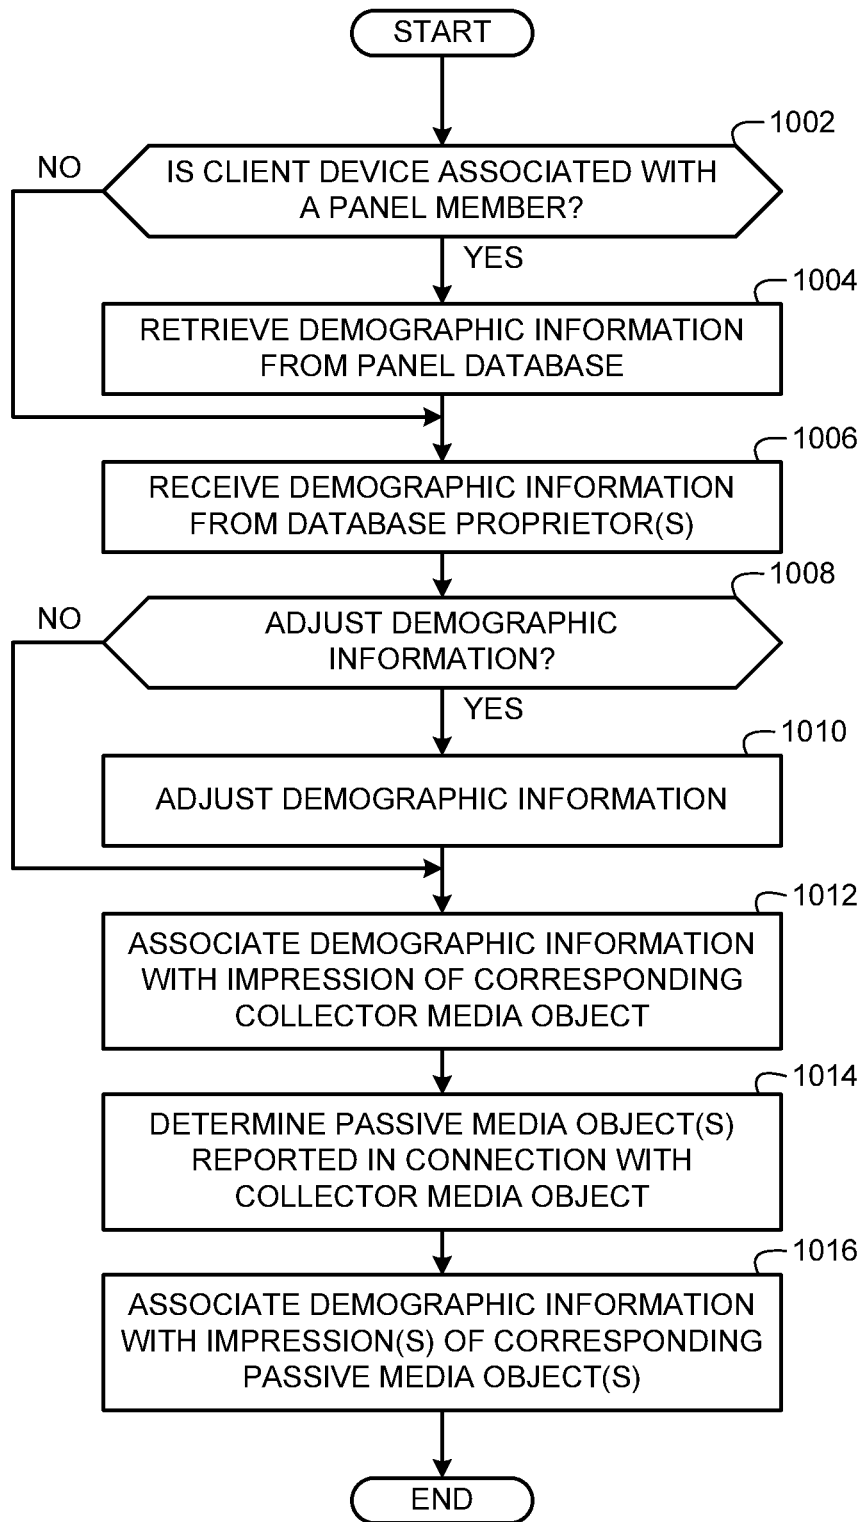 START
1002
NO
IS CLIENT DEVICE ASSOCIATED WITH
A PANEL MEMBER?
YES
1004
RETRIEVE DEMOGRAPHIC INFORMATION
FROM PANEL DATABASE
1006
RECEIVE DEMOGRAPHIC INFORMATION
FROM DATABASE PROPRIETOR(S)
1008
NO
ADJUST DEMOGRAPHIC
INFORMATION?
YES
1010
ADJUST DEMOGRAPHIC INFORMATION
1012
ASSOCIATE DEMOGRAPHIC INFORMATION
WITH IMPRESSION OF CORRESPONDING
COLLECTOR MEDIA OBJECT
1014
DETERMINE PASSIVE MEDIA OBJECT(S)
REPORTED IN CONNECTION WITH
COLLECTOR MEDIA OBJECT
1016
ASSOCIATE DEMOGRAPHIC INFORMATION
WITH IMPRESSION(S) OF CORRESPONDING
PASSIVE MEDIA OBJECT(S)
END